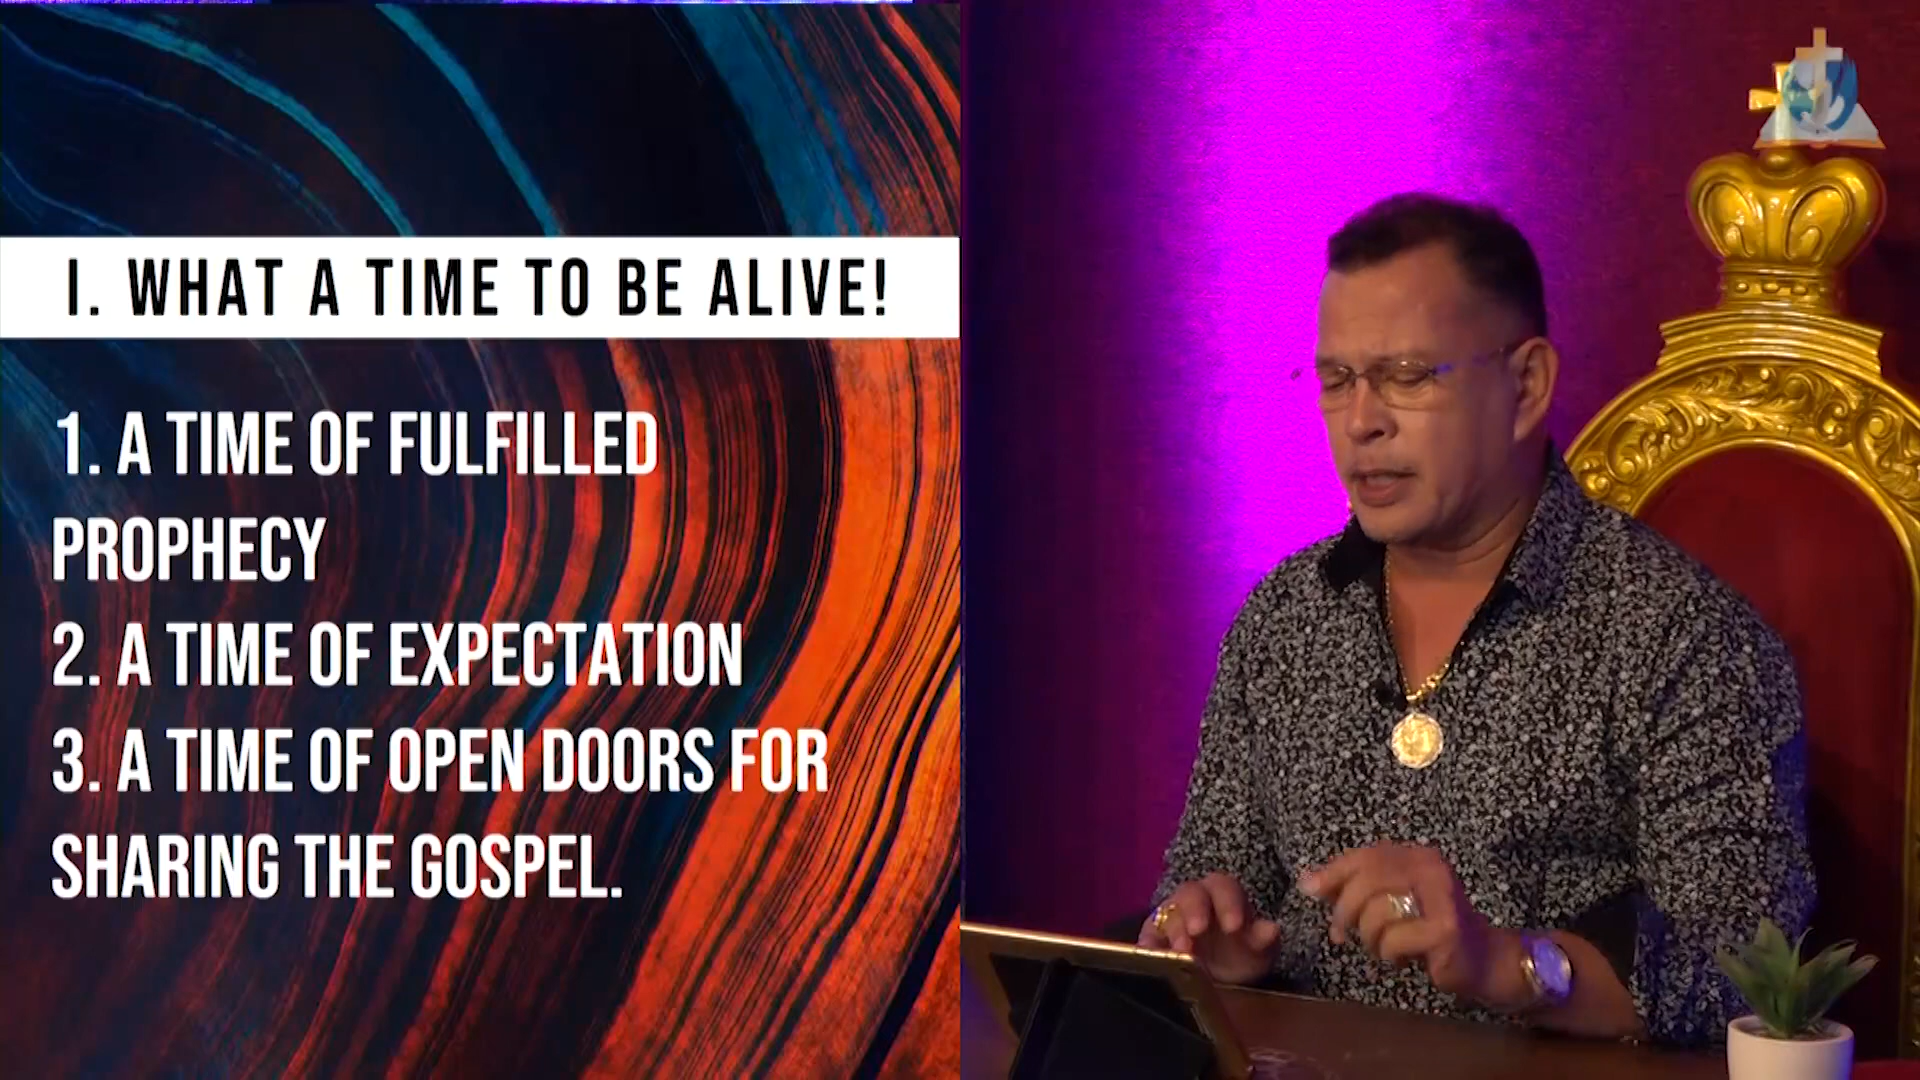 I. WHAT A TIME TO BE ALIVE!
1. A TIME OF FULFILLED
PROPHECY
2. A TIME OF EXPECTATION
3. A TIME OF OPEN DOORS FOR
SHARING THE GOSPEL.